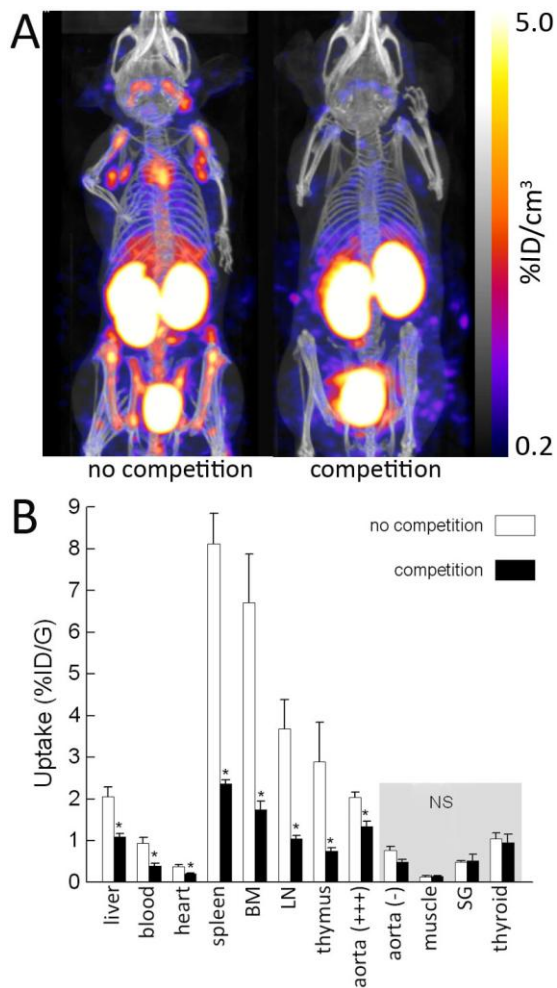 A
5.0
%ID/cm³
0.2
no competition
competition
B
9
8
7
6
5
4
3
2
1
0
Uptake (%ID/G)
no competition
competition
NS
*
*
*
*
*
*
*
*
liver
blood
heart
spleen
BM
LN
thymus
aorta (+++)
aorta (-)
muscle
SG
thyroid